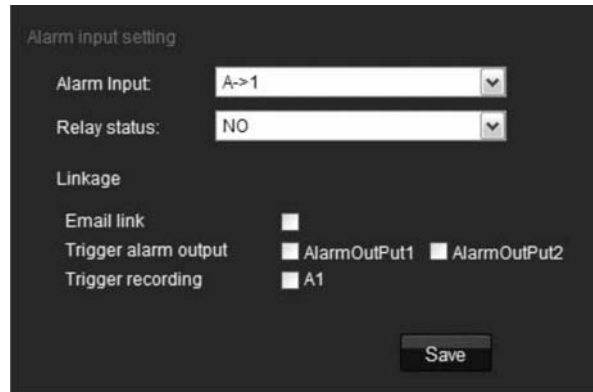 Alarm input setting
Alarm Input: A->1
Relay status: NO
Linkage
Email link
Trigger alarm output AlarmOutPut1 AlarmOutPut2
Trigger recording A1
Save